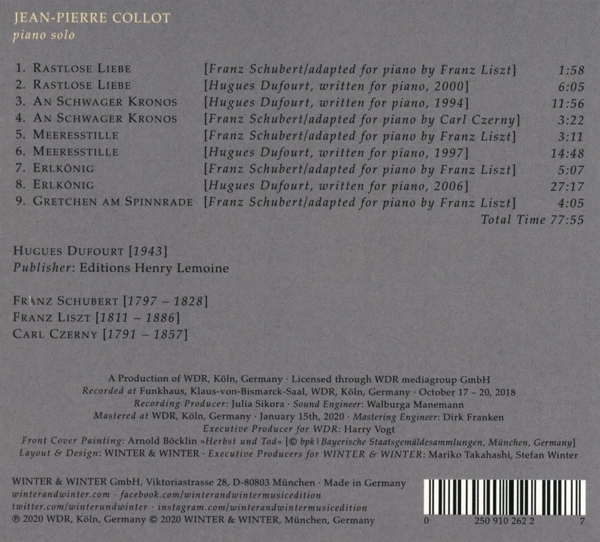 JEAN-PIERRE COLLOT
piano solo
1. RASTLOSE LIEBE [Franz Schubert/adapted for piano by Franz Liszt] 1:58
2. RASTLOSE LIEBE [Hugues Dufourt, written for piano, 2000] 6:05
3. AN SCHWAGER KRONOS [Hugues Dufourt, written for piano, 1994] 11:56
4. AN SCHWAGER KRONOS [Franz Schubert/adapted for piano by Carl Czerny] 3:22
5. MEERESSTILLE [Franz Schubert/adapted for piano by Franz Liszt] 3:11
6. MEERESSTILLE [Hugues Dufourt, written for piano, 1997] 14:48
7. ERLKÖNIG [Franz Schubert/adapted for piano by Franz Liszt] 5:07
8. ERLKÖNIG [Hugues Dufourt, written for piano, 2006] 27:17
9. GRETCHEN AM SPINNRADE [Franz Schubert/adapted for piano by Franz Liszt] 4:05
Total Time 77:55
HUGUES DUFOURT [1943]
Publisher: Editions Henry Lemoine
FRANZ SCHUBERT [1797 – 1828]
FRANZ LISZT [1811 – 1886]
CARL CZERNY [1791 – 1857]
A Production of WDR, Köln, Germany · Licensed through WDR mediagroup GmbH
Recorded at Funkhaus, Klaus-von-Bismarck-Saal, WDR, Köln, Germany · October 17 – 20, 2018
Recording Producer: Julia Sikora · Sound Engineer: Walburga Manemann
Mastered at WDR, Köln, Germany · January 15th, 2020 · Mastering Engineer: Dirk Franken
Executive Producer for WDR: Harry Vogt
Front Cover Painting: Arnold Böcklin »Herbst und Tod« [© bpk | Bayerische Staatsgemäldesammlungen, München, Germany]
Layout & Design: WINTER & WINTER · Executive Producers for WINTER & WINTER: Mariko Takahashi, Stefan Winter
WINTER & WINTER GmbH, Viktoriastrasse 28, D-80803 München · Made in Germany
winterandwinter.com · facebook.com/winterandwintermusicedition
twitter.com/winterundwinter · instagram.com/winterandwintermusicedition
℗ 2020 WDR, Köln, Germany © 2020 WINTER & WINTER, München, Germany
0 250 910 262 2 7